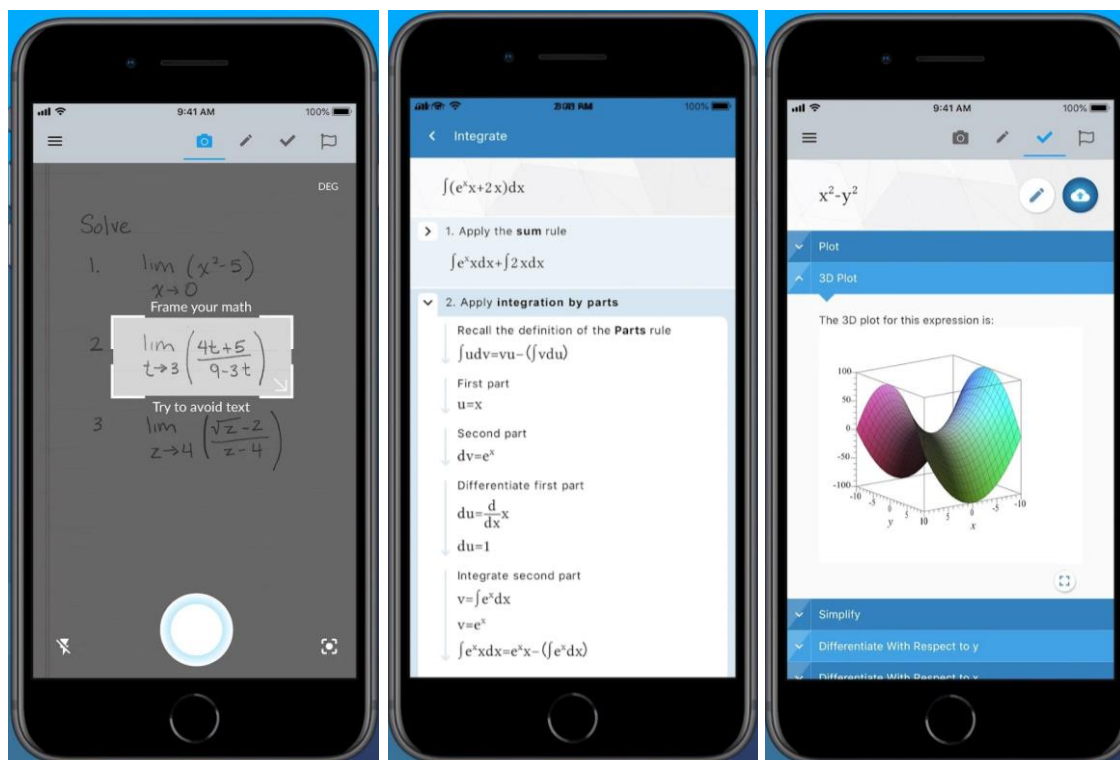 9:41 AM
100%
DEG
Solve
1. lim (x²-5)
x→0
Frame your math
2 lim (4t+5
t→3 9-3t)
Try to avoid text
3 lim (√z-2
z→4 z-4)
100%
Integrate
∫(eˣx+2x)dx
1. Apply the sum rule
∫eˣxdx+∫2xdx
2. Apply integration by parts
Recall the definition of the Parts rule
∫udv=vu-(∫vdu)
First part
u=x
Second part
dv=eˣ
Differentiate first part
du=d/dx x
du=1
Integrate second part
v=∫eˣdx
v=eˣ
∫eˣxdx=eˣx-(∫eˣdx)
9:41 AM
100%
x²-y²
Plot
3D Plot
The 3D plot for this expression is:
100
50
0
-50
-100
-10
-5
0
5
10
y
5
0
-5
-10
x
Simplify
Differentiate With Respect to y
Differentiate With Respect to x